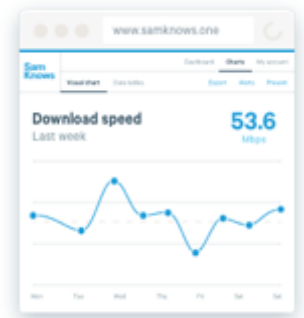 www.samknows.one
Sam
Knows
Dashboard Charts My account
Visual chart Data tables
Export Alerts Present
Download speed
53.6
Last week
Mbps
Mon Tue Wed Thu Fri Sat Sat